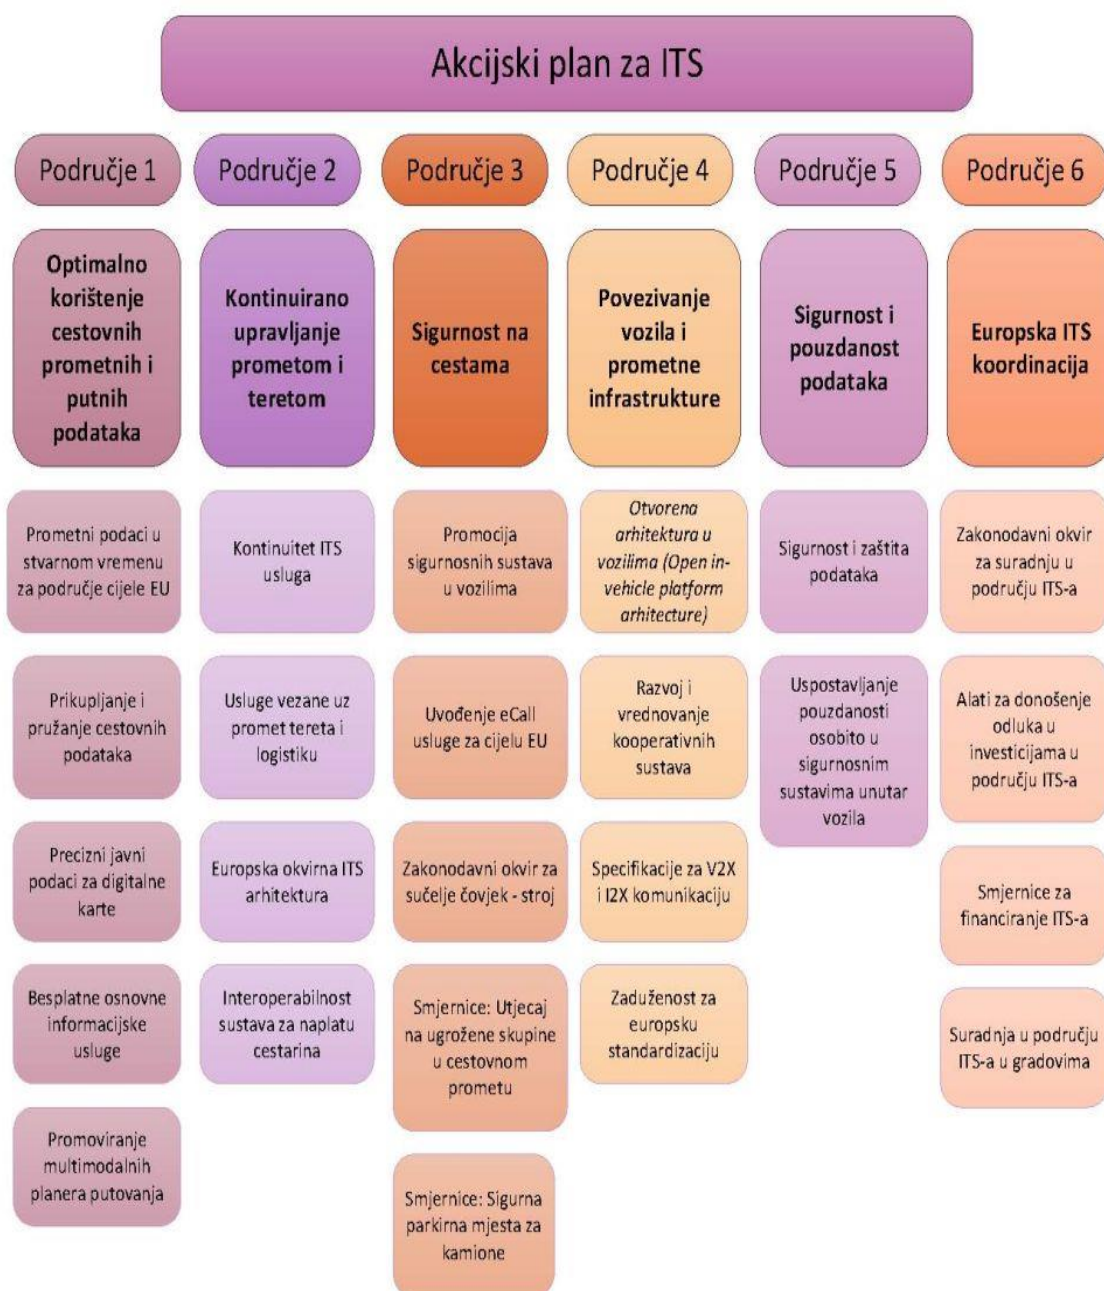 Akcijski plan za ITS
Područje 1
Područje 2
Područje 3
Područje 4
Područje 5
Područje 6
Optimalno
korištenje
cestovnih
prometnih i
putnih
podataka
Kontinuirano
upravljanje
prometom i
teretom
Sigurnost na
cestama
Povezivanje
vozila i
prometne
infrastrukture
Sigurnost i
pouzdanost
podataka
Europska ITS
koordinacija
Prometni podaci u
stvarnom vremenu
za područje cijele EU
Kontinuitet ITS
usluga
Promocija
sigurnosnih sustava
u vozilima
Otvorena
arhitektura u
vozilima (Open in-
vehicle platform
arhitecture)
Sigurnost i zaštita
podataka
Zakonodavni okvir
za suradnju u
području ITS-a
Prikupljanje i
pružanje cestovnih
podataka
Usluge vezane uz
promet tereta i
logistiku
Uvođenje eCall
usluge za cijelu EU
Razvoj i
vrednovanje
kooperativnih
sustava
Uspostavljanje
pouzdanosti
osobito u
sigurnosnim
sustavima unutar
vozila
Alati za donošenje
odluka u
investicijama u
području ITS-a
Precizni javni
podaci za digitalne
karte
Europska okvirna ITS
arhitektura
Zakonodavni okvir za
sučelje čovjek - stroj
Specifikacije za V2X
i I2X komunikaciju
Smjernice za
financiranje ITS-a
Besplatne osnovne
informacijske
usluge
Interoperabilnost
sustava za naplatu
cestarina
Smjernice: Utjecaj
na ugrožene skupine
u cestovnom
prometu
Zaduženost za
europsku
standardizaciju
Suradnja u području
ITS-a u gradovima
Promoviranje
multimodalnih
planera putovanja
Smjernice: Sigurna
parkirna mjesta za
kamione